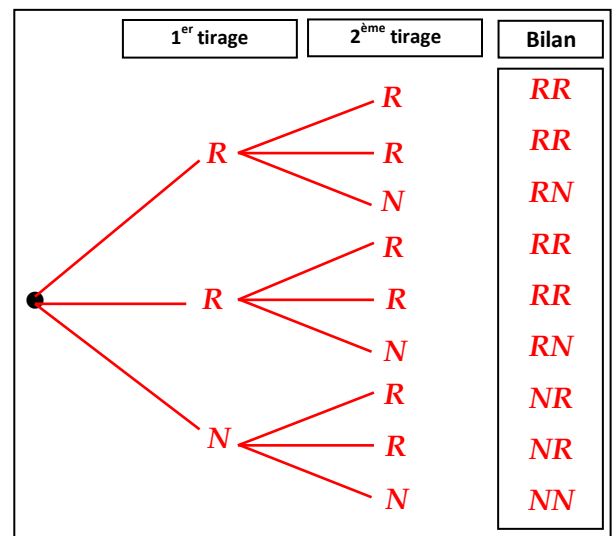 1er tirage 2ème tirage Bilan
R RR
R R RR
N RN
R RR
R R RR
N RN
R NR
N R NR
N NN